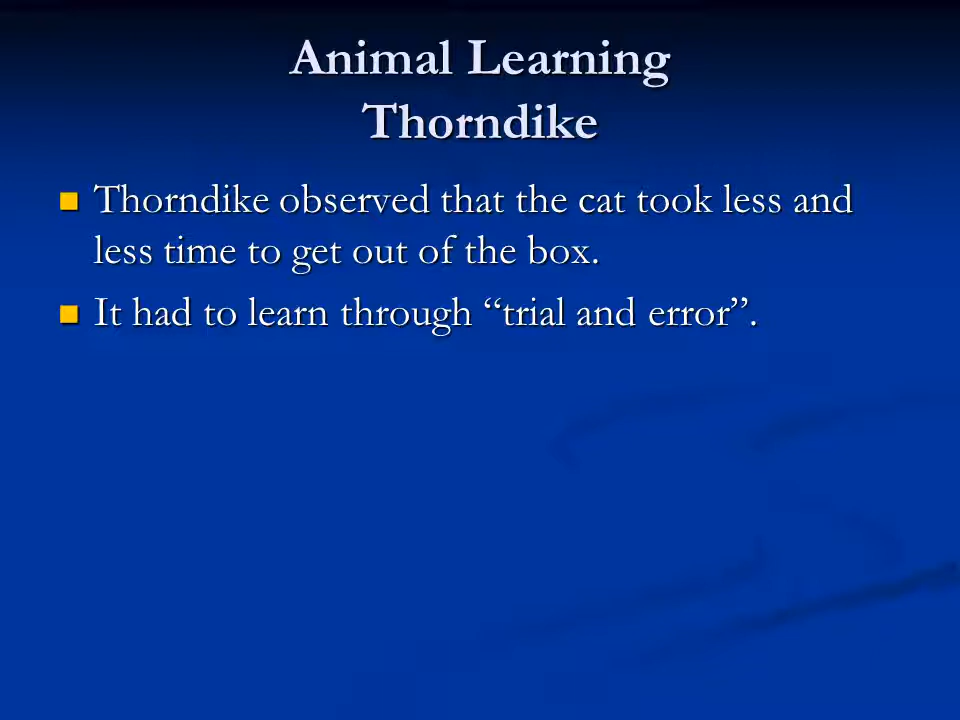 Animal Learning
Thorndike
Thorndike observed that the cat took less and
less time to get out of the box.
It had to learn through “trial and error”.